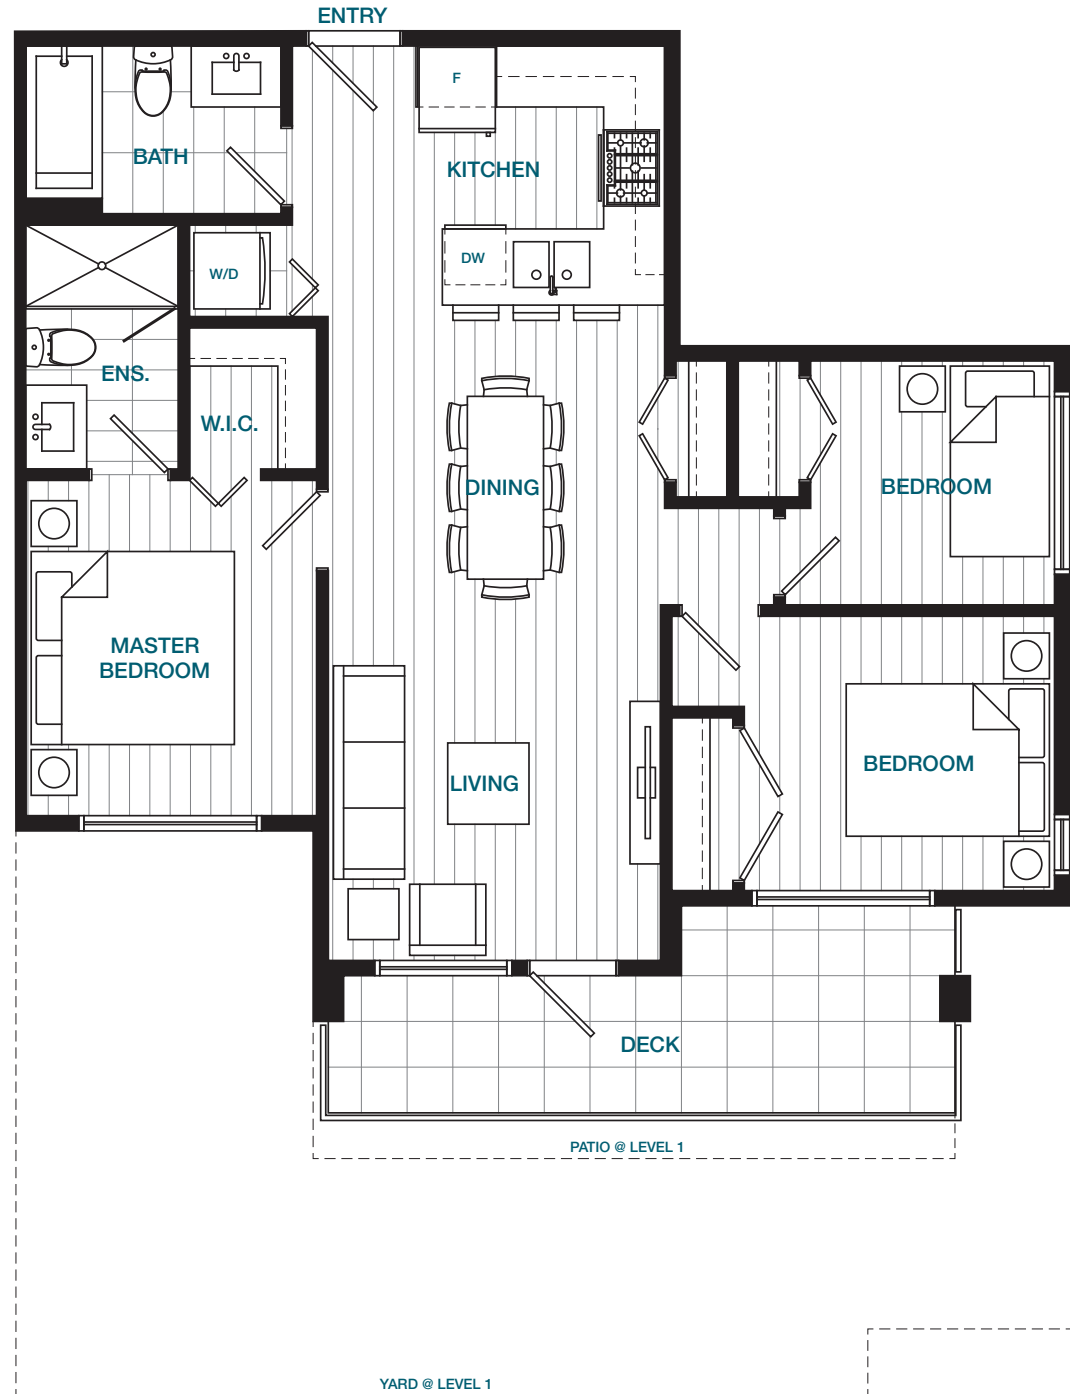 ENTRY
F
BATH
KITCHEN
W/D
DW
ENS.
W.I.C.
DINING
BEDROOM
MASTER
BEDROOM
LIVING
BEDROOM
DECK
PATIO @ LEVEL 1
YARD @ LEVEL 1